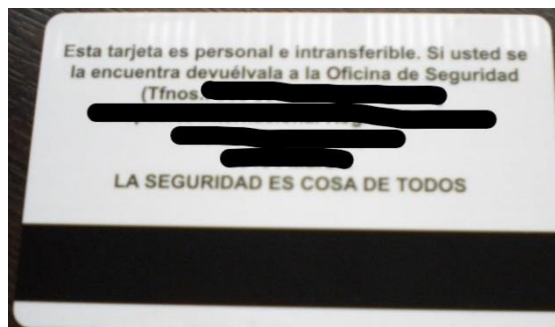 Esta tarjeta es personal e intransferible. Si usted se
la encuentra devuélvala a la Oficina de Seguridad
(Tfnos.
LA SEGURIDAD ES COSA DE TODOS